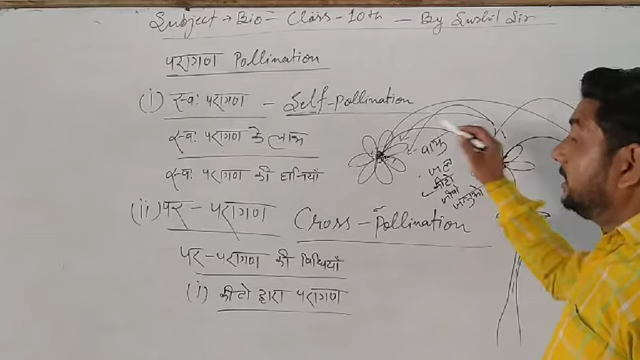 Subject → Bio - Class - 10th - By Sushil Sir
परागण Pollination
(i) स्व: परागण - Self-Pollination
स्व: परागण के लाभ
स्व: परागण की हानियाँ
(ii) पर - परागण Cross - Pollination
पर - परागण की विधियाँ
(i) कीटो द्वारा परागण
वायु
जल
कीटो